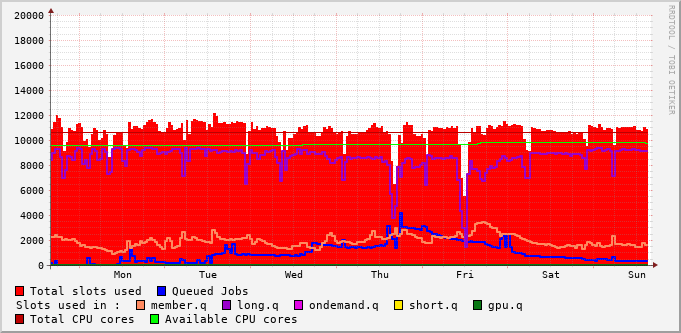 20000
18000
16000
14000
12000
10000
8000
6000
4000
2000
0
Mon Tue Wed Thu Fri Sat Sun
Total slots used Queued Jobs
Slots used in : member.q long.q ondemand.q short.q gpu.q
Total CPU cores Available CPU cores
RRDTOOL / TOBI OETIKER